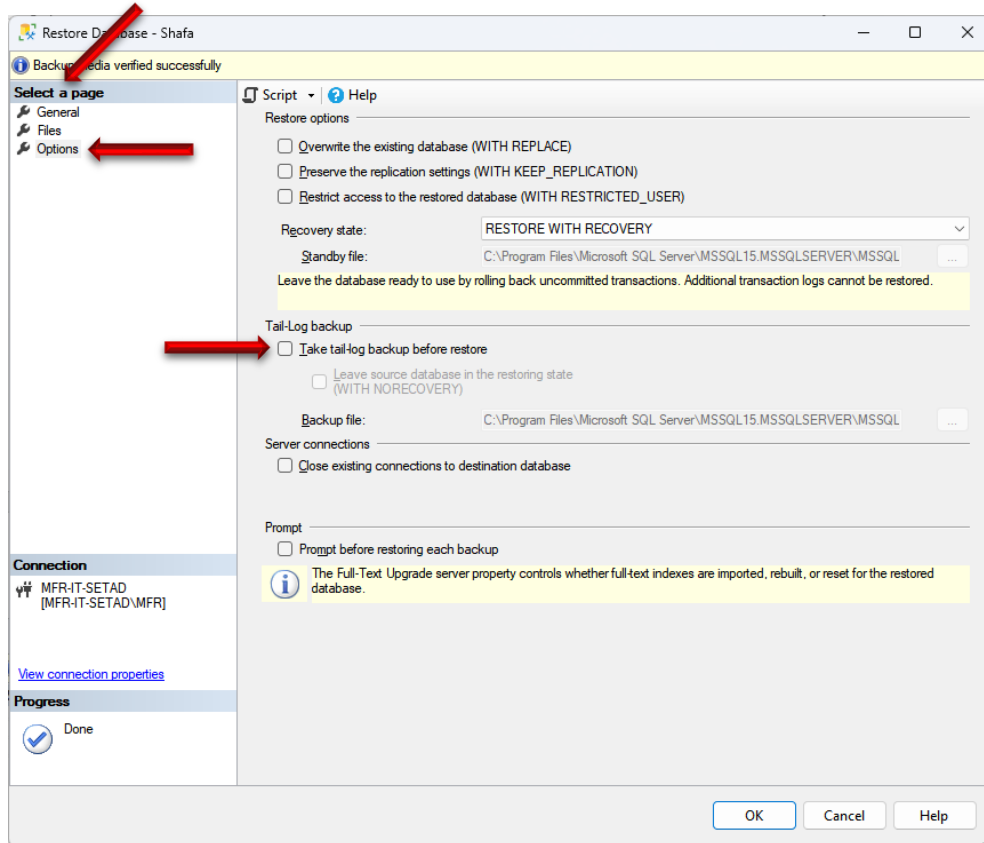 Restore Database - Shafa
Backup media verified successfully
Select a page
General
Files
Options
Script
Help
Restore options
Overwrite the existing database (WITH REPLACE)
Preserve the replication settings (WITH KEEP_REPLICATION)
Restrict access to the restored database (WITH RESTRICTED_USER)
Recovery state:
RESTORE WITH RECOVERY
Standby file:
C:\Program Files\Microsoft SQL Server\MSSQL15.MSSQLSERVER\MSSQL
...
Leave the database ready to use by rolling back uncommitted transactions. Additional transaction logs cannot be restored.
Tail-Log backup
Take tail-log backup before restore
Leave source database in the restoring state
(WITH NORECOVERY)
Backup file:
C:\Program Files\Microsoft SQL Server\MSSQL15.MSSQLSERVER\MSSQL
...
Server connections
Close existing connections to destination database
Prompt
Prompt before restoring each backup
The Full-Text Upgrade server property controls whether full-text indexes are imported, rebuilt, or reset for the restored
database.
Connection
MFR-IT-SETAD
[MFR-IT-SETAD\MFR]
View connection properties
Progress
Done
OK
Cancel
Help